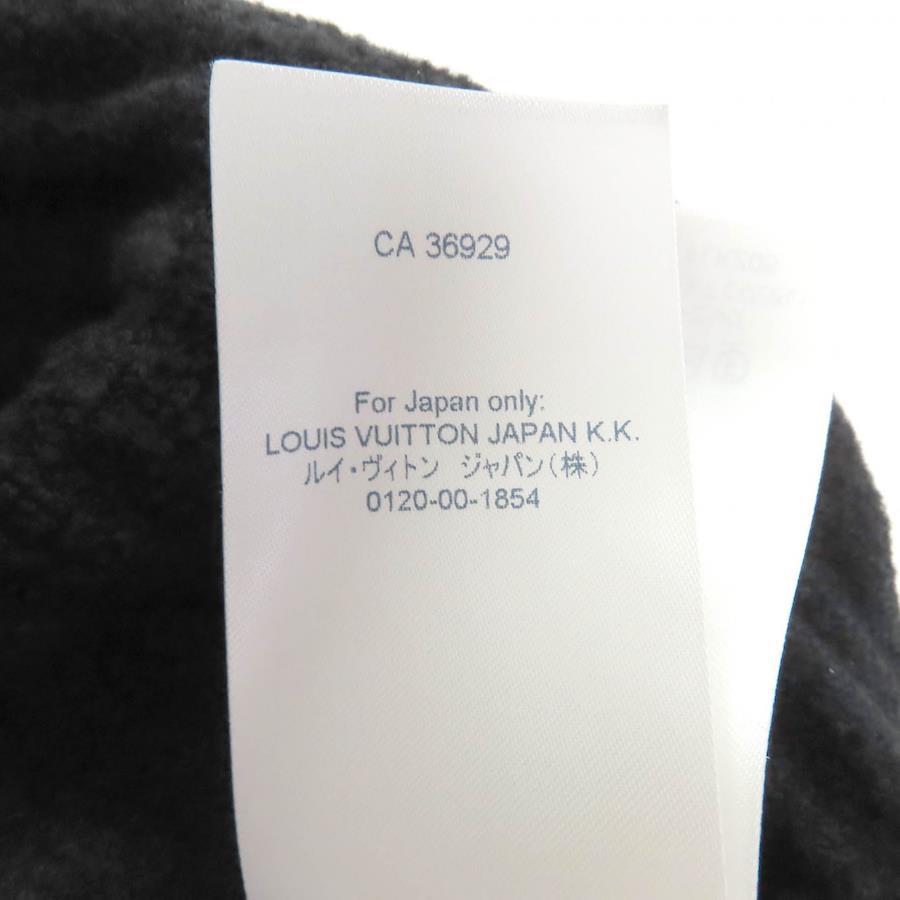 CA 36929
For Japan only:
LOUIS VUITTON JAPAN K.K.
ルイ・ヴィトン ジャパン(株)
0120-00-1854